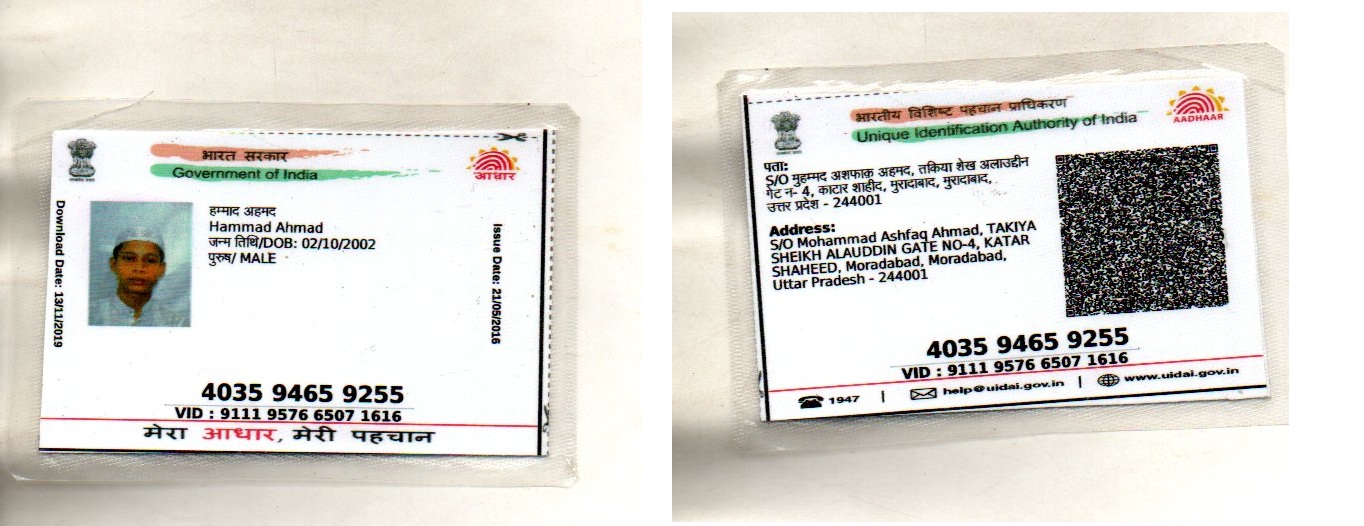 भारत सरकार
Government of India
आधार
Download Date: 13/11/2019
हम्माद अहमद
Hammad Ahmad
जन्म तिथि/DOB: 02/10/2002
पुरुष/ MALE
Issue Date: 21/05/2016
4035 9465 9255
VID : 9111 9576 6507 1616
मेरा आधार, मेरी पहचान
भारतीय विशिष्ट पहचान प्राधिकरण
Unique Identification Authority of India
AADHAAR
पता:
S/O मुहम्मद अशफाक़ अहमद, तकिया शेख अलाउद्दीन
गेट न- 4, काटार शाहीद, मुरादाबाद, मुरादाबाद,
उत्तर प्रदेश - 244001
Address:
S/O Mohammad Ashfaq Ahmad, TAKIYA
SHEIKH ALAUDDIN GATE NO-4, KATAR
SHAHEED, Moradabad, Moradabad,
Uttar Pradesh - 244001
4035 9465 9255
VID : 9111 9576 6507 1616
1947 | help@uidai.gov.in | www.uidai.gov.in